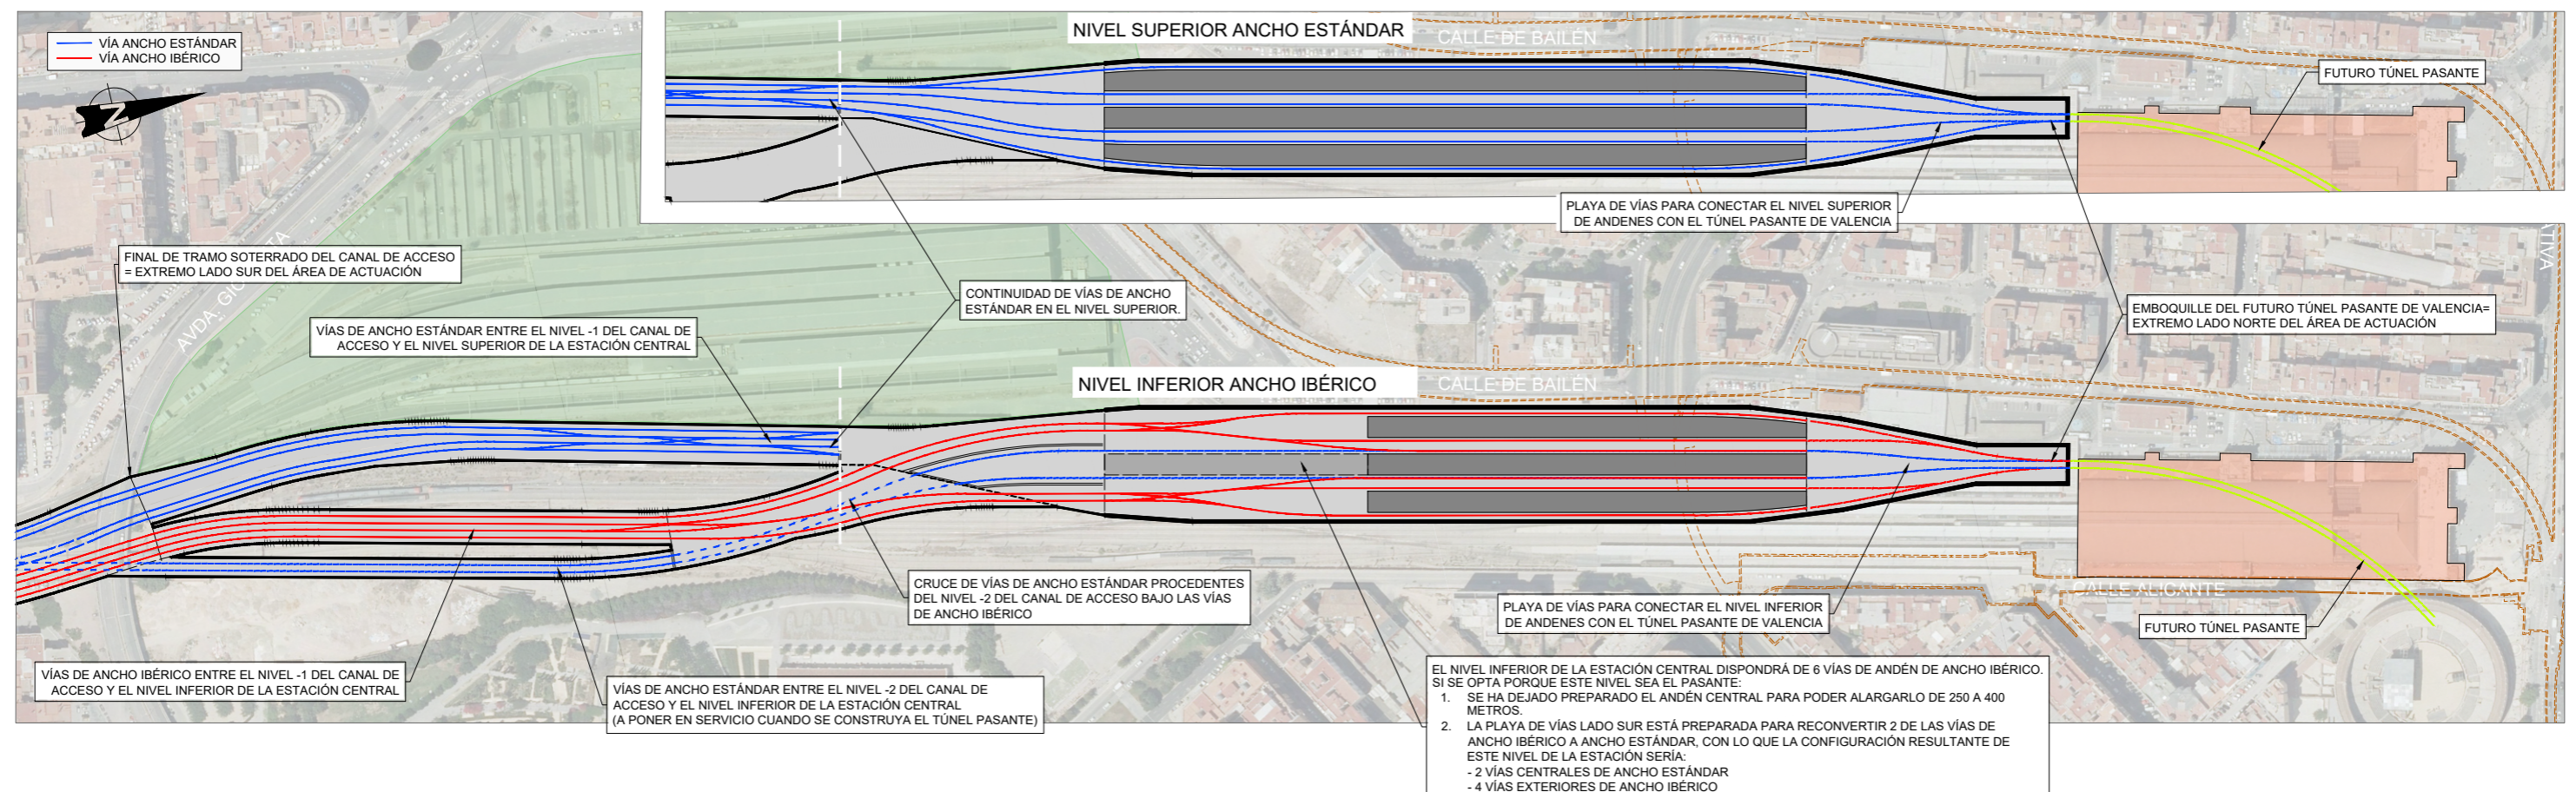 VÍA ANCHO ESTÁNDAR
VÍA ANCHO IBÉRICO
N
NIVEL SUPERIOR ANCHO ESTÁNDAR
CALLE DE BAILÉN
FUTURO TÚNEL PASANTE
PLAYA DE VÍAS PARA CONECTAR EL NIVEL SUPERIOR
DE ANDENES CON EL TÚNEL PASANTE DE VALENCIA
FINAL DE TRAMO SOTERRADO DEL CANAL DE ACCESO
= EXTREMO LADO SUR DEL ÁREA DE ACTUACIÓN
CONTINUIDAD DE VÍAS DE ANCHO
ESTÁNDAR EN EL NIVEL SUPERIOR.
EMBOQUILLE DEL FUTURO TÚNEL PASANTE DE VALENCIA=
EXTREMO LADO NORTE DEL ÁREA DE ACTUACIÓN
VÍAS DE ANCHO ESTÁNDAR ENTRE EL NIVEL -1 DEL CANAL DE
ACCESO Y EL NIVEL SUPERIOR DE LA ESTACIÓN CENTRAL
NIVEL INFERIOR ANCHO IBÉRICO
CALLE DE BAILÉN
CRUCE DE VÍAS DE ANCHO ESTÁNDAR PROCEDENTES
DEL NIVEL -2 DEL CANAL DE ACCESO BAJO LAS VÍAS
DE ANCHO IBÉRICO
PLAYA DE VÍAS PARA CONECTAR EL NIVEL INFERIOR
DE ANDENES CON EL TÚNEL PASANTE DE VALENCIA
CALLE ALICANTE
FUTURO TÚNEL PASANTE
VÍAS DE ANCHO IBÉRICO ENTRE EL NIVEL -1 DEL CANAL DE
ACCESO Y EL NIVEL INFERIOR DE LA ESTACIÓN CENTRAL
VÍAS DE ANCHO ESTÁNDAR ENTRE EL NIVEL -2 DEL CANAL DE
ACCESO Y EL NIVEL INFERIOR DE LA ESTACIÓN CENTRAL
(A PONER EN SERVICIO CUANDO SE CONSTRUYA EL TÚNEL PASANTE)
EL NIVEL INFERIOR DE LA ESTACIÓN CENTRAL DISPONDRÁ DE 6 VÍAS DE ANDÉN DE ANCHO IBÉRICO.
SI SE OPTA PORQUE ESTE NIVEL SEA EL PASANTE:
1. SE HA DEJADO PREPARADO EL ANDÉN CENTRAL PARA PODER ALARGARLO DE 250 A 400
METROS.
2. LA PLAYA DE VÍAS LADO SUR ESTÁ PREPARADA PARA RECONVERTIR 2 DE LAS VÍAS DE
ANCHO IBÉRICO A ANCHO ESTÁNDAR, CON LO QUE LA CONFIGURACIÓN RESULTANTE DE
ESTE NIVEL DE LA ESTACIÓN SERÍA:
- 2 VÍAS CENTRALES DE ANCHO ESTÁNDAR
- 4 VÍAS EXTERIORES DE ANCHO IBÉRICO